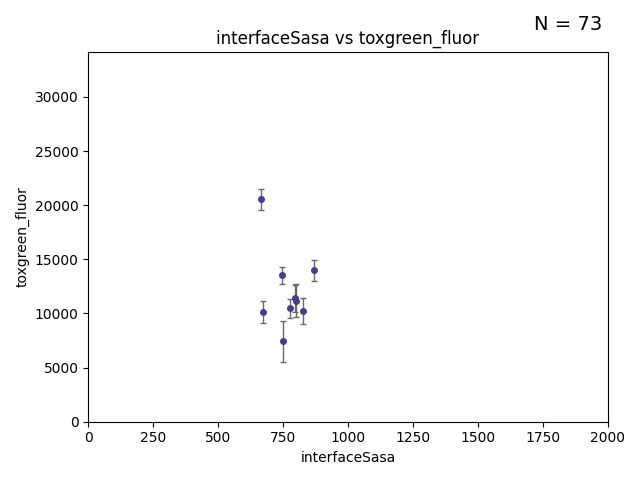 N = 73
interfaceSasa vs toxgreen_fluor
toxgreen_fluor
30000
25000
20000
15000
10000
5000
0
0 250 500 750 1000 1250 1500 1750 2000
interfaceSasa